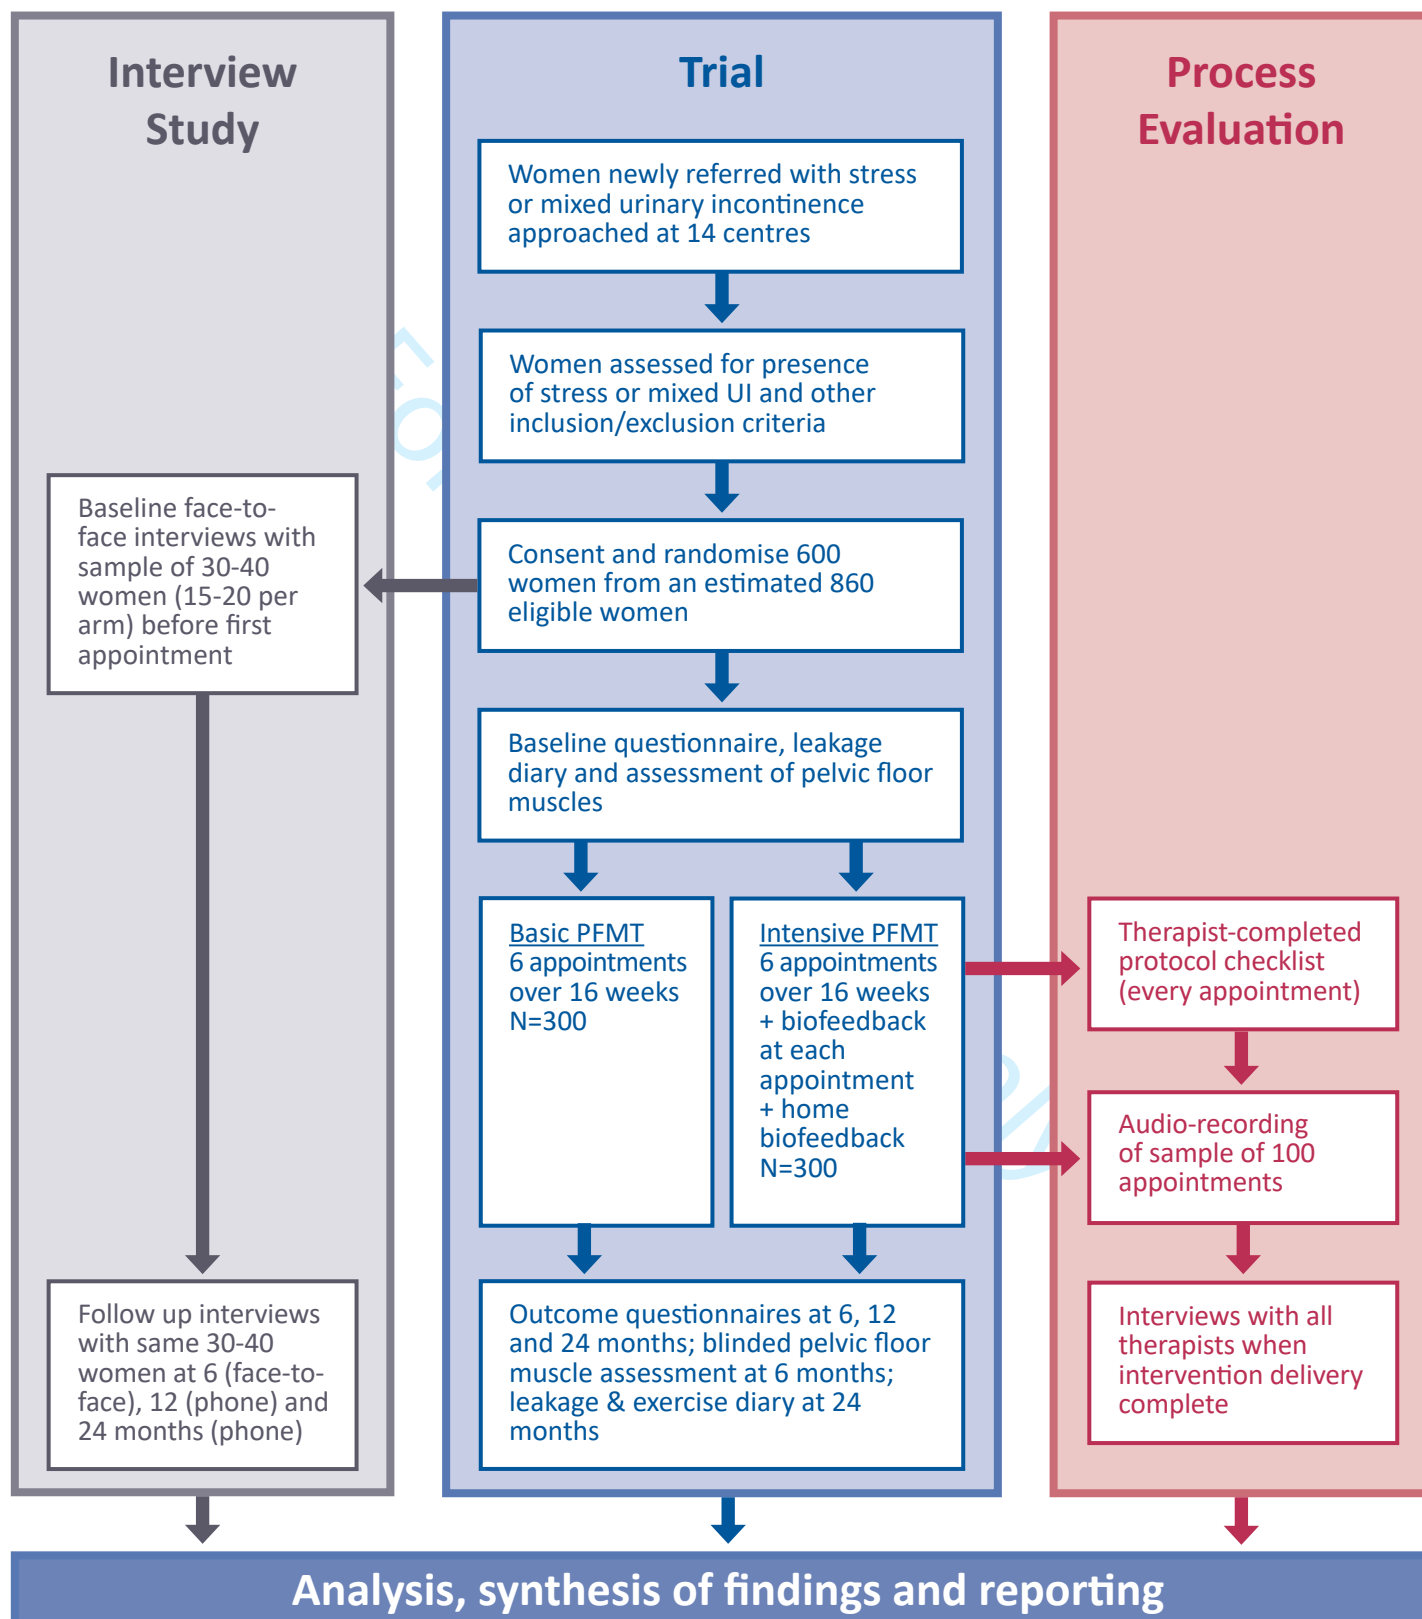 Interview
Study
Baseline face-to-
face interviews with
sample of 30-40
women (15-20 per
arm) before first
appointment
Follow up interviews
with same 30-40
women at 6 (face-to-
face), 12 (phone) and
24 months (phone)
Trial
Women newly referred with stress
or mixed urinary incontinence
approached at 14 centres
Women assessed for presence
of stress or mixed UI and other
inclusion/exclusion criteria
Consent and randomise 600
women from an estimated 860
eligible women
Baseline questionnaire, leakage
diary and assessment of pelvic floor
muscles
Basic PFMT
6 appointments
over 16 weeks
N=300
Intensive PFMT
6 appointments
over 16 weeks
+ biofeedback
at each
appointment
+ home
biofeedback
N=300
Outcome questionnaires at 6, 12
and 24 months; blinded pelvic floor
muscle assessment at 6 months;
leakage & exercise diary at 24
months
Process
Evaluation
Therapist-completed
protocol checklist
(every appointment)
Audio-recording
of sample of 100
appointments
Interviews with all
therapists when
intervention delivery
complete
Analysis, synthesis of findings and reporting